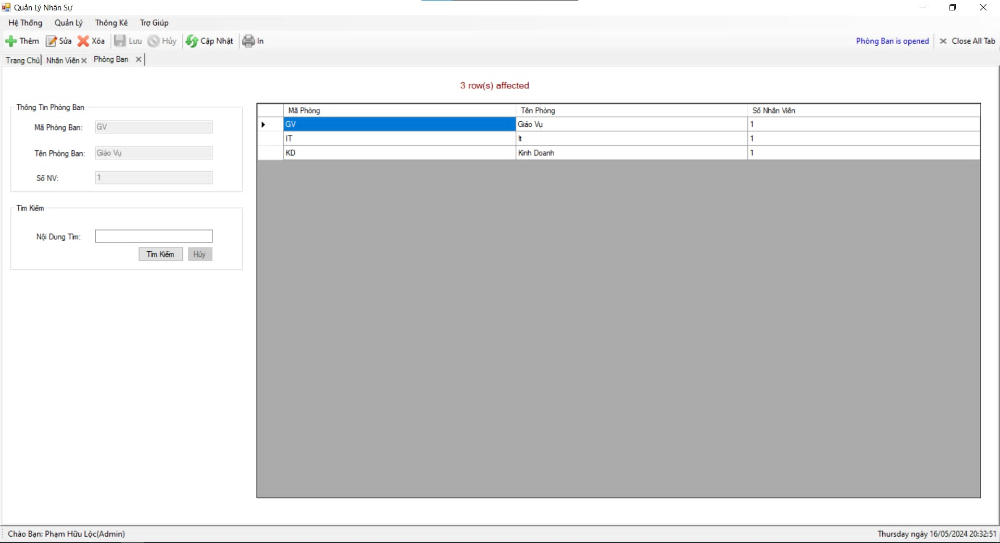 Quản Lý Nhân Sự
Hệ Thống Quản Lý Thông Kê Trợ Giúp
Thêm Sửa Xóa Lưu Hủy Cập Nhật In Phòng Ban is opened Close All Tab
Trang Chủ Nhân Viên Phòng Ban
3 row(s) affected
Thông Tin Phòng Ban
Mã Phòng Ban: GV
Tên Phòng Ban: Giáo Vụ
Số NV: 1
Tìm Kiếm
Nội Dung Tìm:
Tìm Kiếm Hủy
Mã Phòng Tên Phòng Số Nhân Viên
GV Giáo Vụ 1
IT It 1
KD Kinh Doanh 1
Chào Bạn: Phạm Hữu Lộc(Admin) Thursday ngày 16/05/2024 20:32:51